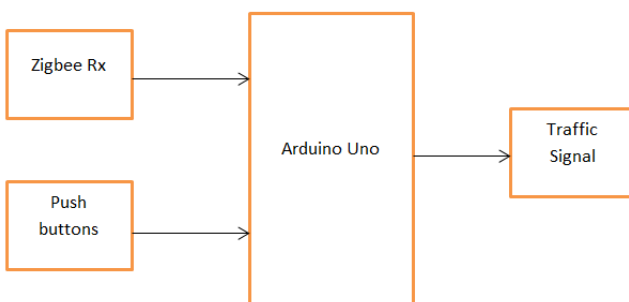 Zigbee Rx
Push
buttons
Arduino Uno
Traffic
Signal